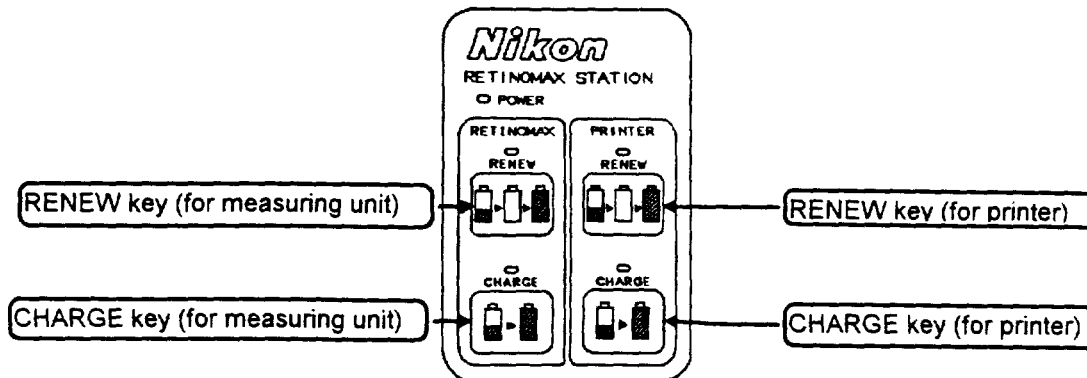 Nikon
RETINOMAX STATION
POWER
RETINOMAX
PRINTER
RENEW
RENEW
RENEW key (for measuring unit)
RENEW key (for printer)
CHARGE
CHARGE
CHARGE key (for measuring unit)
CHARGE key (for printer)